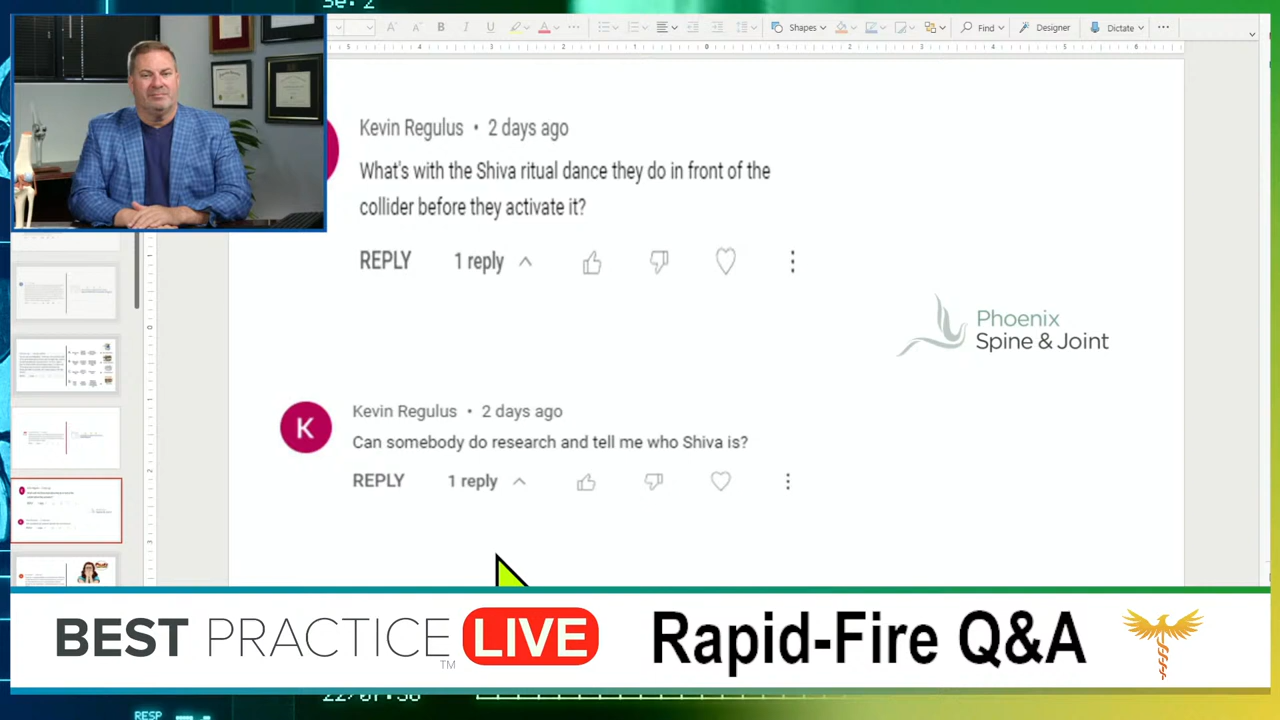 Find
Shapes
Designer
Dictate
Kevin Regulus • 2 days ago
What's with the Shiva ritual dance they do in front of the
collider before they activate it?
REPLY 1 reply
Phoenix
Spine & Joint
K
Kevin Regulus • 2 days ago
Can somebody do research and tell me who Shiva is?
REPLY 1 reply
BEST PRACTICE LIVE
TM
Rapid-Fire Q&A
RESP